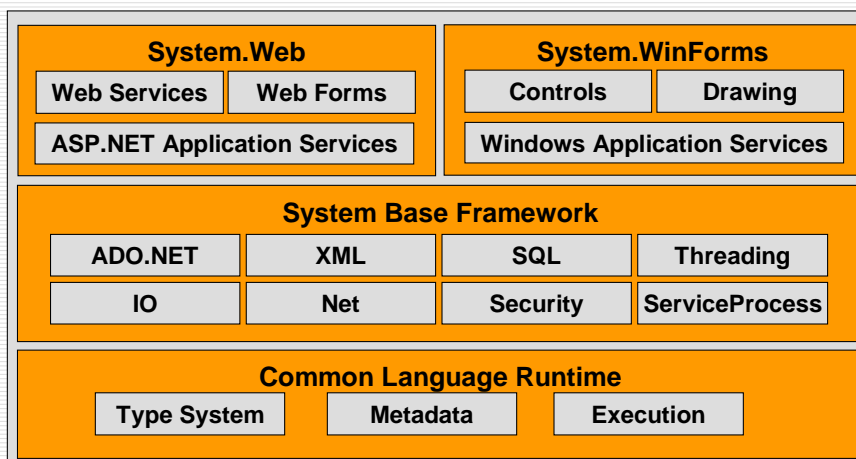 System.Web
Web Services
Web Forms
ASP.NET Application Services
System.WinForms
Controls
Drawing
Windows Application Services
System Base Framework
ADO.NET
XML
SQL
Threading
IO
Net
Security
ServiceProcess
Common Language Runtime
Type System
Metadata
Execution